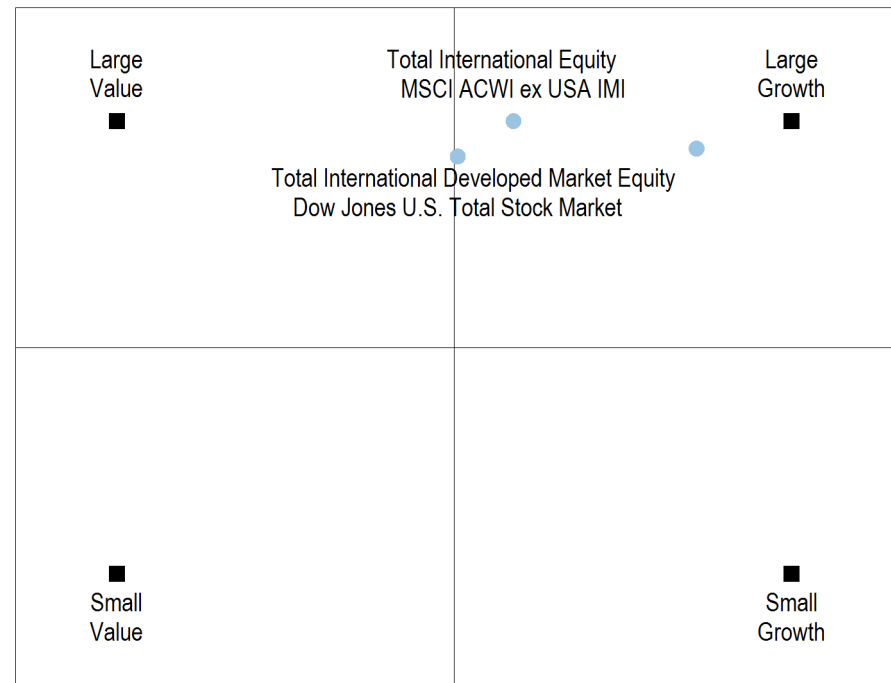 Large
Value
Total International Equity
MSCI ACWI ex USA IMI
Large
Growth
Total International Developed Market Equity
Dow Jones U.S. Total Stock Market
Small
Value
Small
Growth